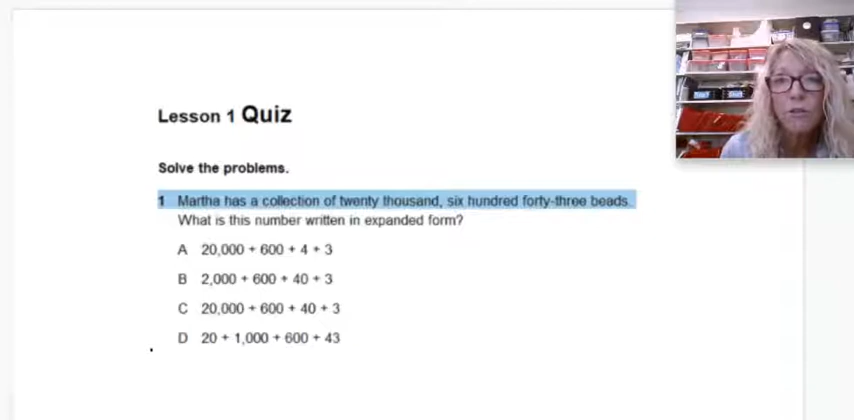 Lesson 1 Quiz
Solve the problems.
1 Martha has a collection of twenty thousand, six hundred forty-three beads.
What is this number written in expanded form?
A 20,000 + 600 + 4 + 3
B 2,000 + 600 + 40 + 3
C 20,000 + 600 + 40 + 3
D 20 + 1,000 + 600 + 43